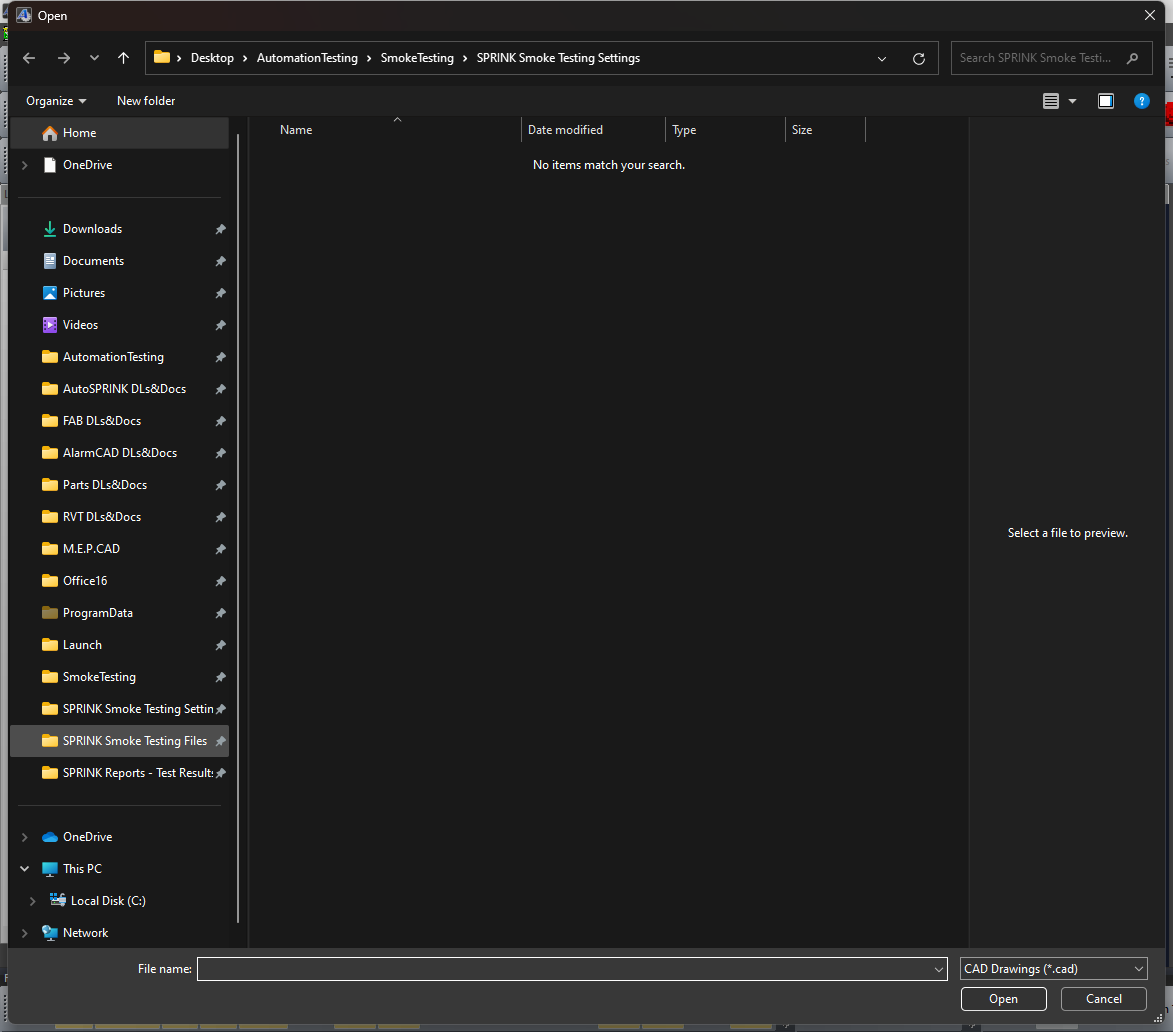 Open
Desktop AutomationTesting SmokeTesting SPRINK Smoke Testing Settings
Search SPRINK Smoke Testi...
Organize New folder
?
Name Date modified Type Size
No items match your search.
Home
OneDrive
Downloads
Documents
Pictures
Videos
AutomationTesting
AutoSPRINK DLs&Docs
FAB DLs&Docs
AlarmCAD DLs&Docs
Parts DLs&Docs
RVT DLs&Docs
M.E.P.CAD
Office16
ProgramData
Launch
SmokeTesting
SPRINK Smoke Testing Settin
SPRINK Smoke Testing Files
SPRINK Reports - Test Results
OneDrive
This PC
Local Disk (C:)
Network
Select a file to preview.
File name:
CAD Drawings (*.cad)
Open Cancel